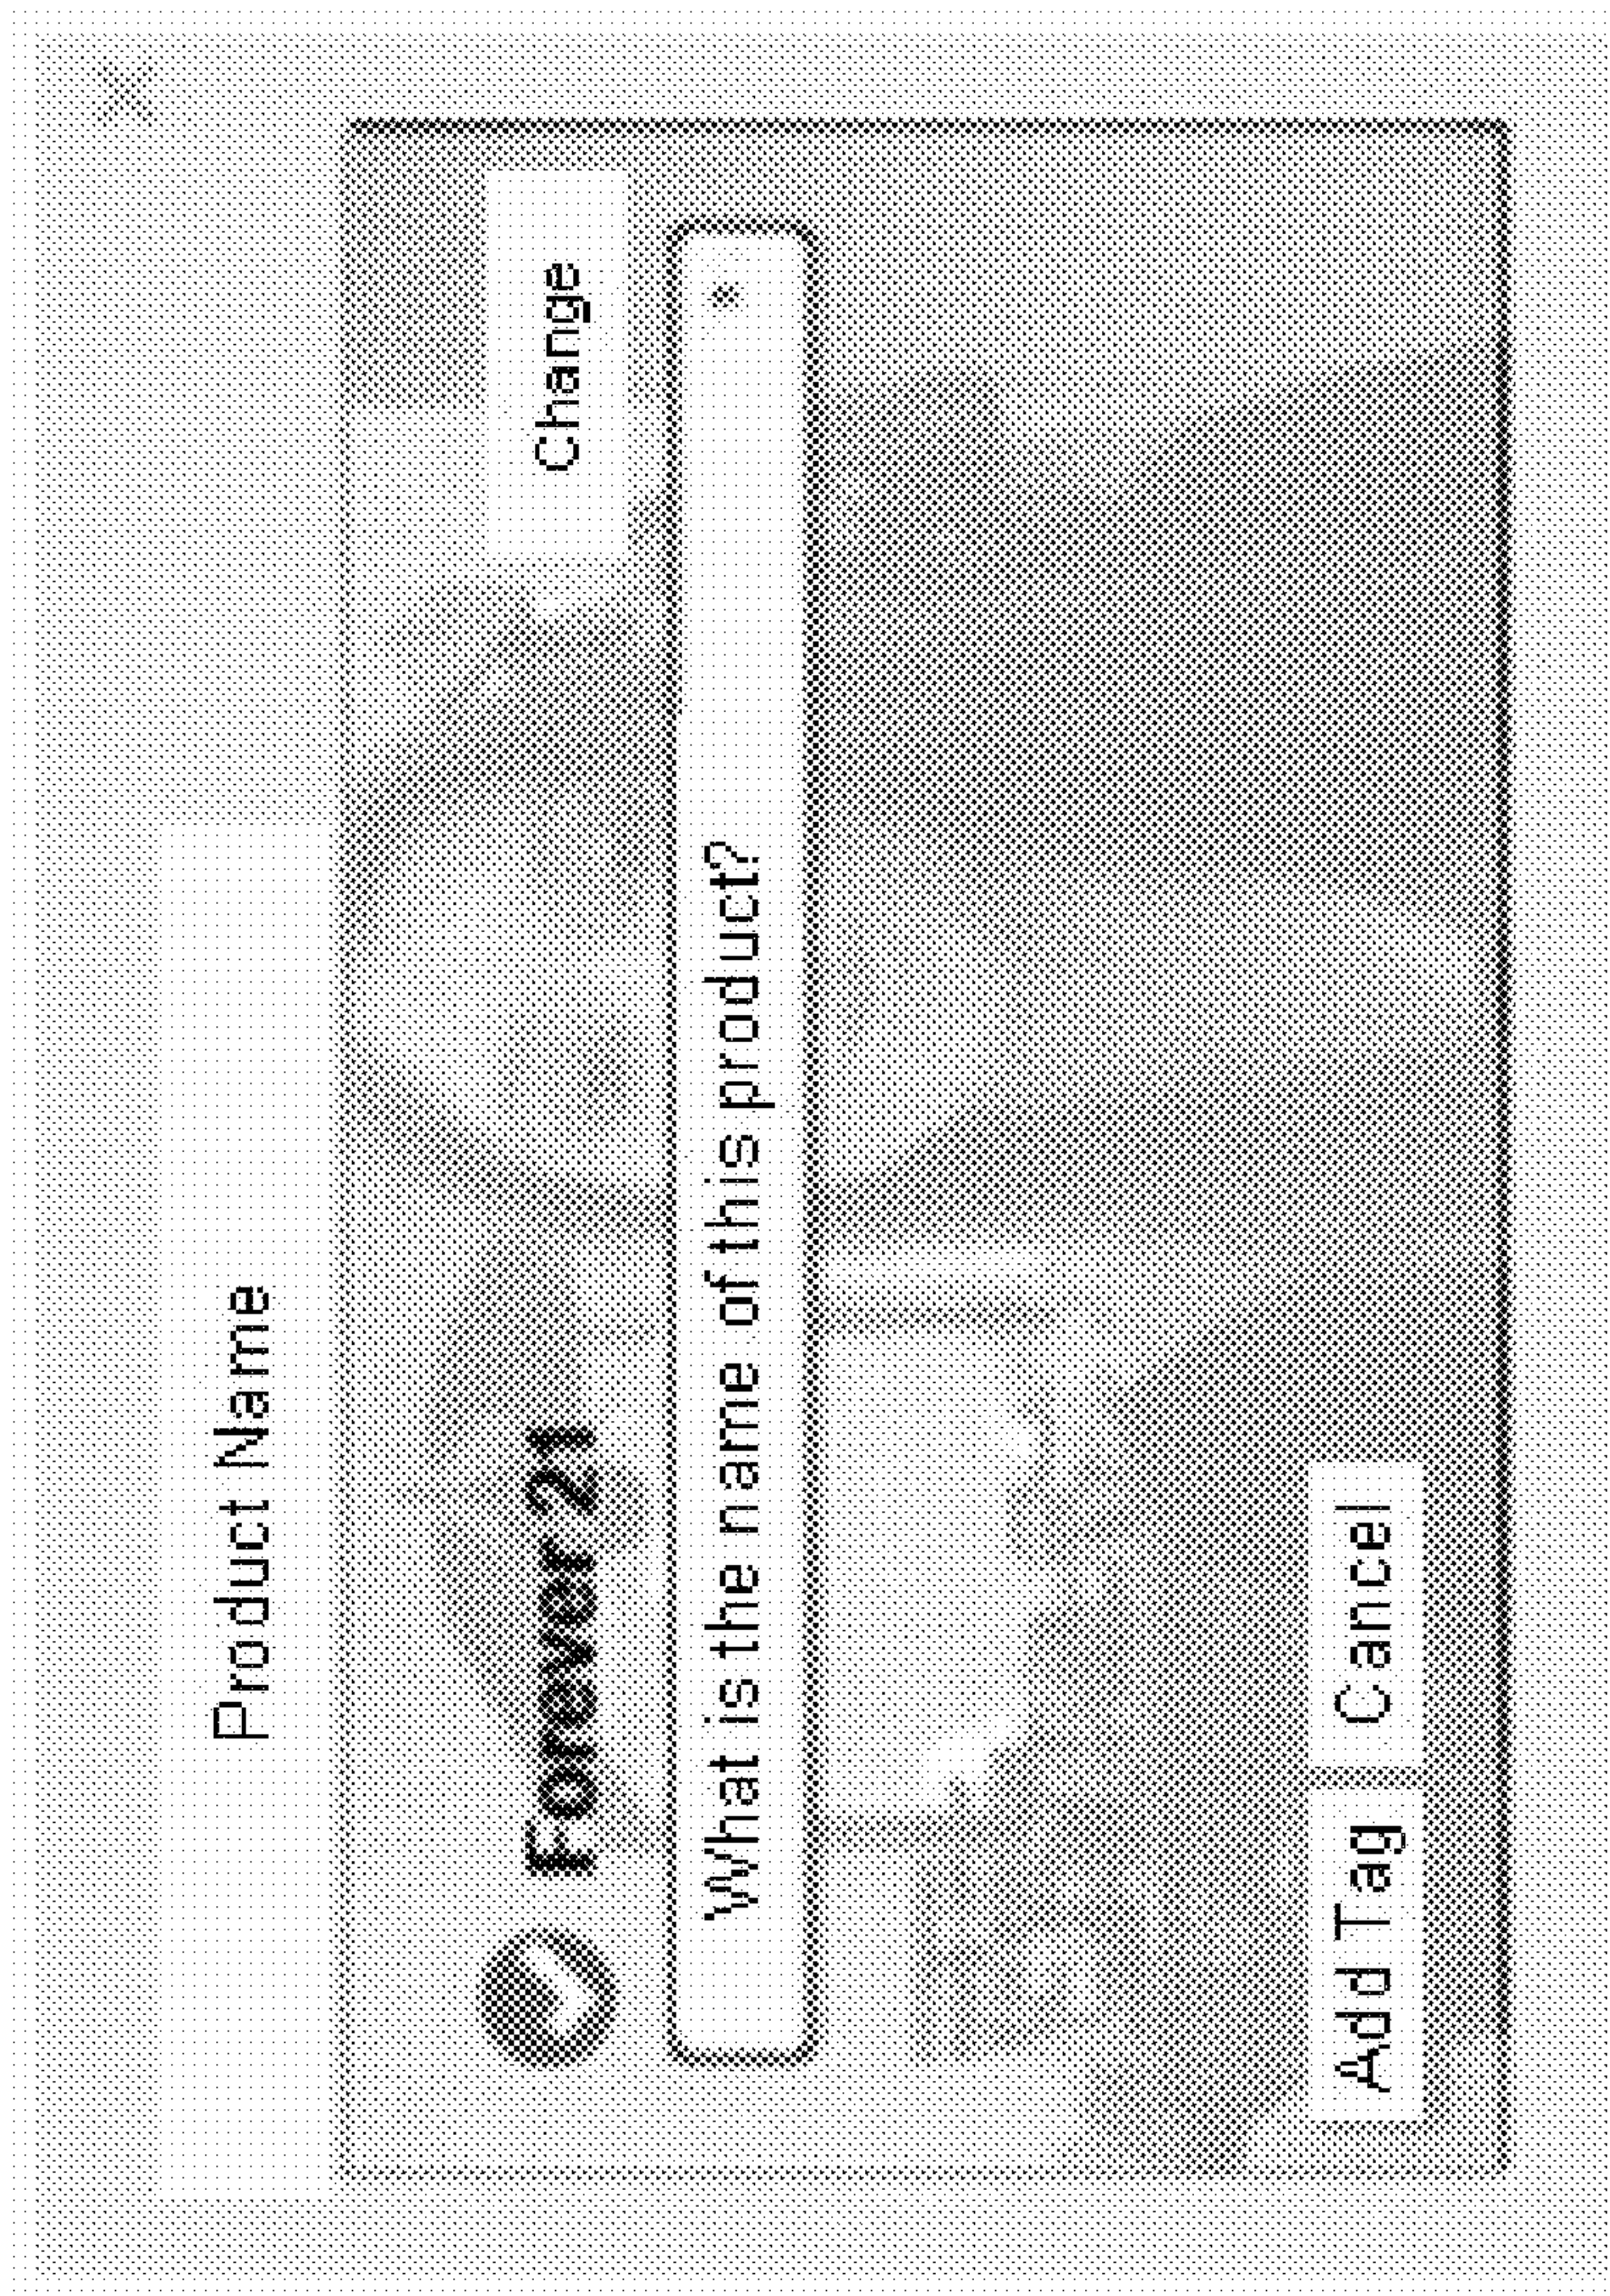 Product Name
Forever 21
Change
What is the name of this product? *
Add Tag
Cancel